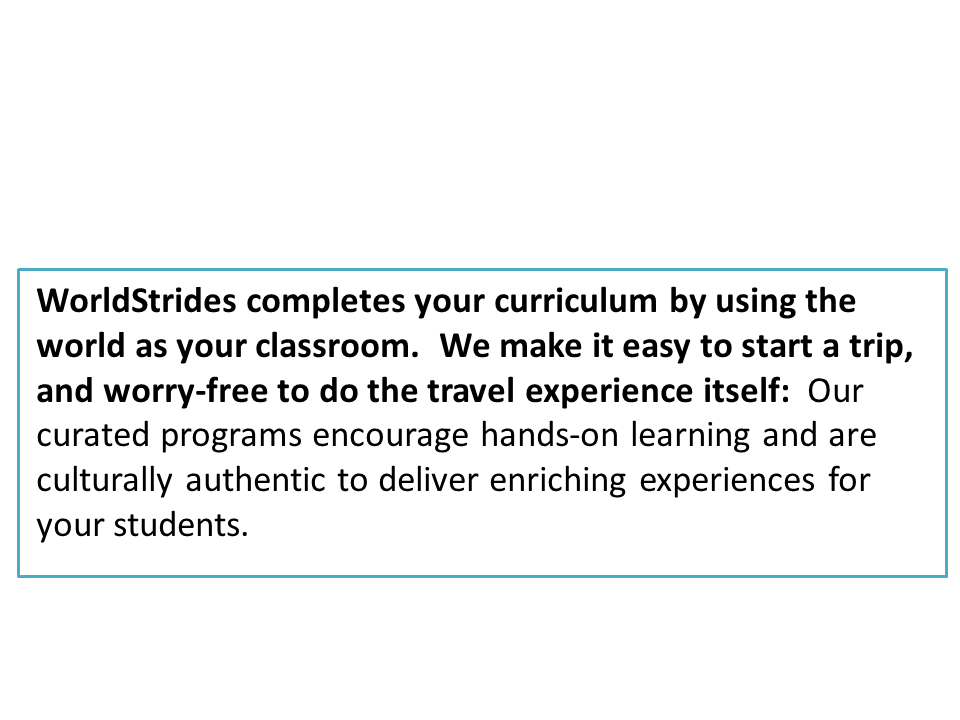 WorldStrides completes your curriculum by using the
world as your classroom.  We make it easy to start a trip,
and worry-free to do the travel experience itself:  Our
curated programs encourage hands-on learning and are
culturally authentic to deliver enriching experiences for
your students.